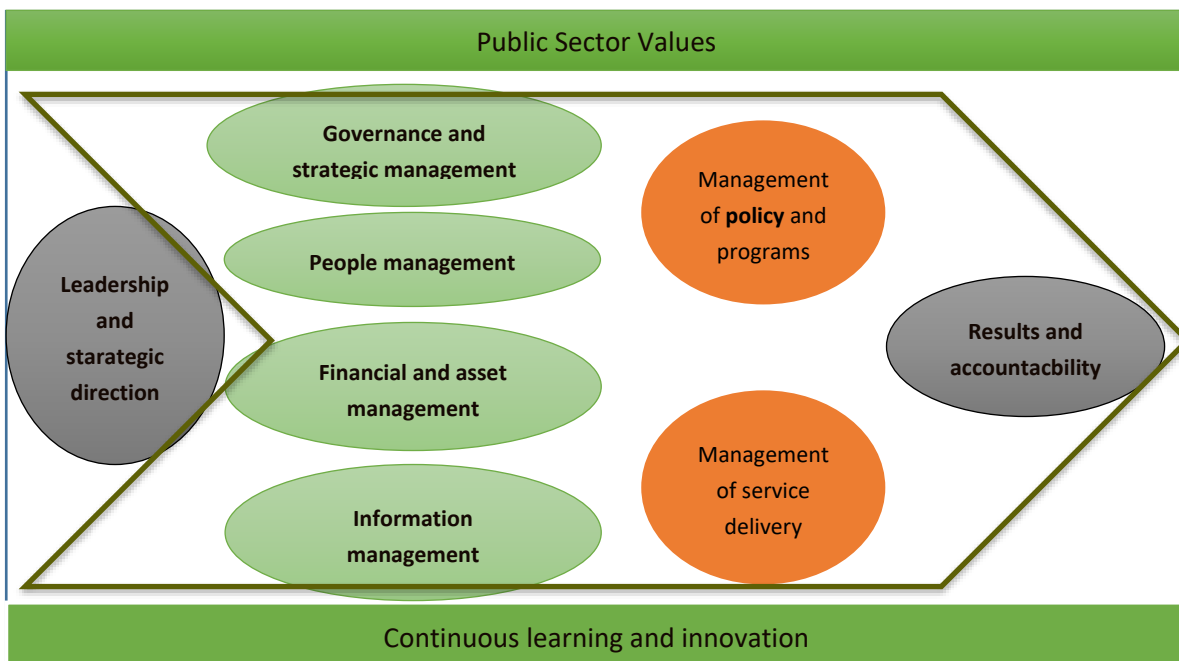 Public Sector Values
Governance and
strategic management
People management
Leadership
and
starategic
direction
Financial and asset
management
Information
management
Management
of policy and
programs
Management
of service
delivery
Results and
accountacbility
Continuous learning and innovation